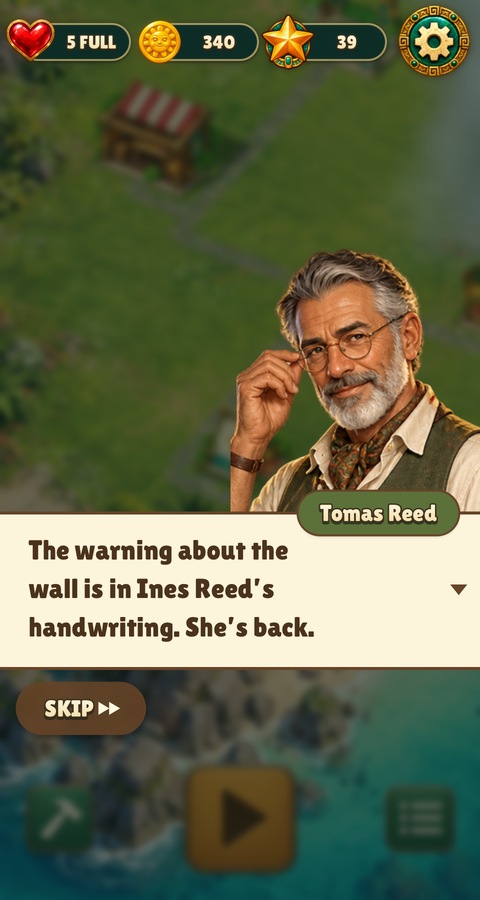 5 FULL
340
39
Tomas Reed
The warning about the
wall is in Ines Reed's
handwriting. She's back.
SKIP